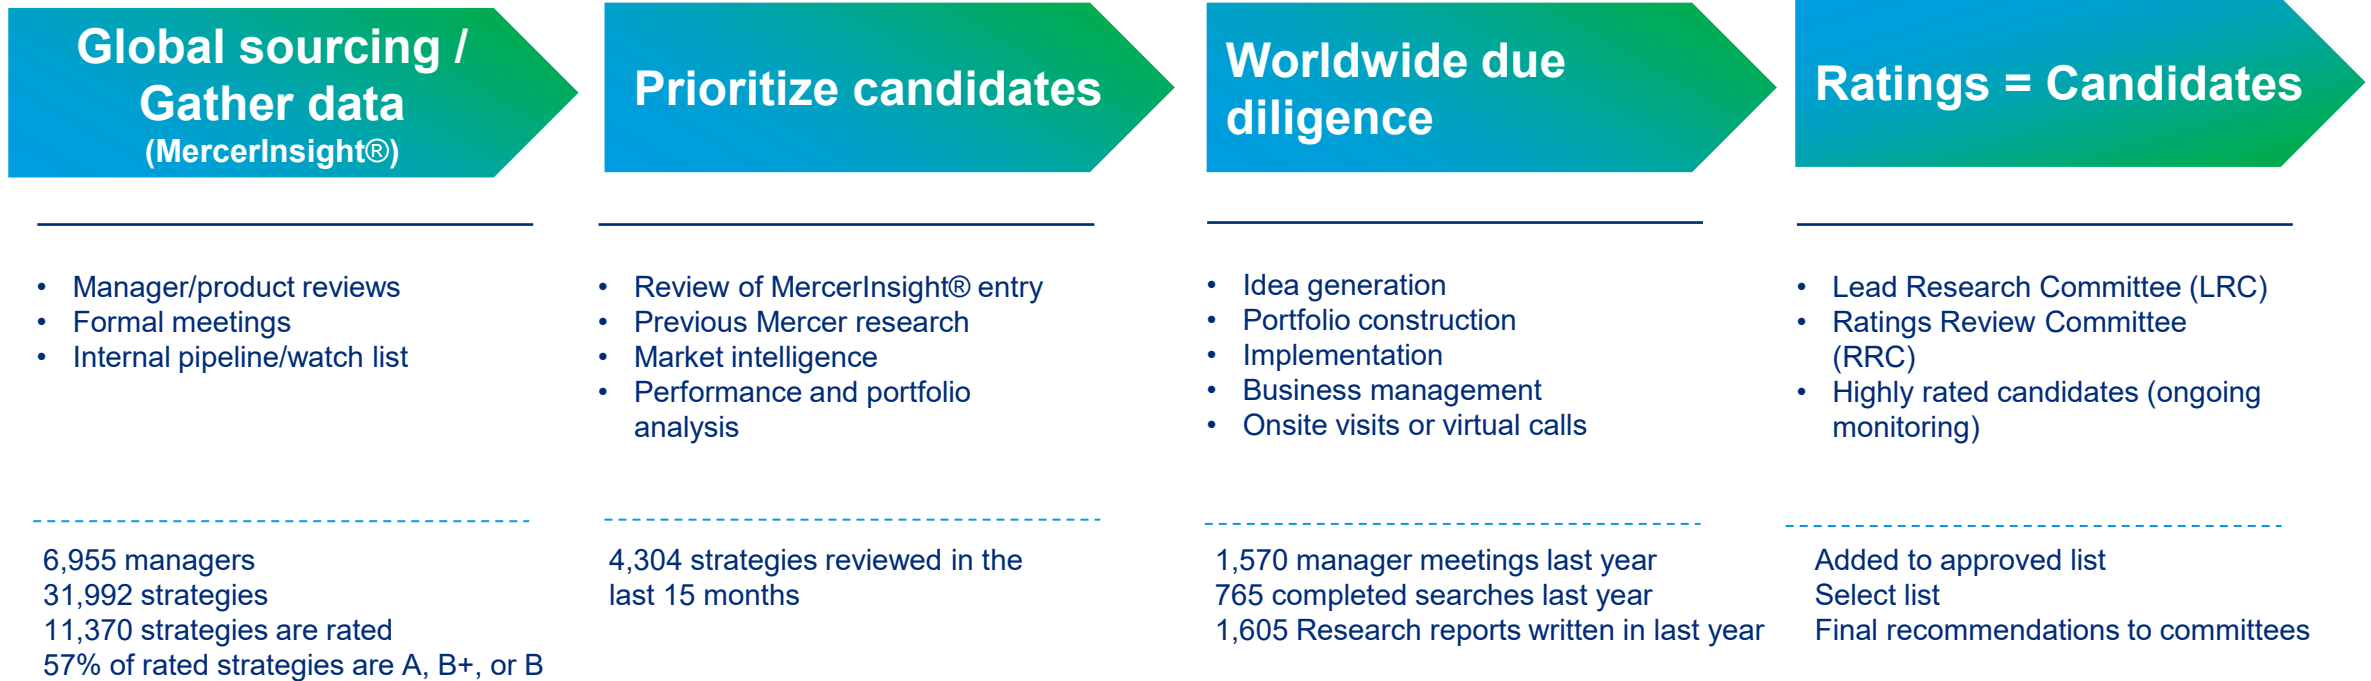 Global sourcing /
Gather data
(MercerInsight®)
• Manager/product reviews
• Formal meetings
• Internal pipeline/watch list
6,955 managers
31,992 strategies
11,370 strategies are rated
57% of rated strategies are A, B+, or B
Prioritize candidates
• Review of MercerInsight® entry
• Previous Mercer research
• Market intelligence
• Performance and portfolio
analysis
4,304 strategies reviewed in the
last 15 months
Worldwide due
diligence
• Idea generation
• Portfolio construction
• Implementation
• Business management
• Onsite visits or virtual calls
1,570 manager meetings last year
765 completed searches last year
1,605 Research reports written in last year
Ratings = Candidates
• Lead Research Committee (LRC)
• Ratings Review Committee
(RRC)
• Highly rated candidates (ongoing
monitoring)
Added to approved list
Select list
Final recommendations to committees